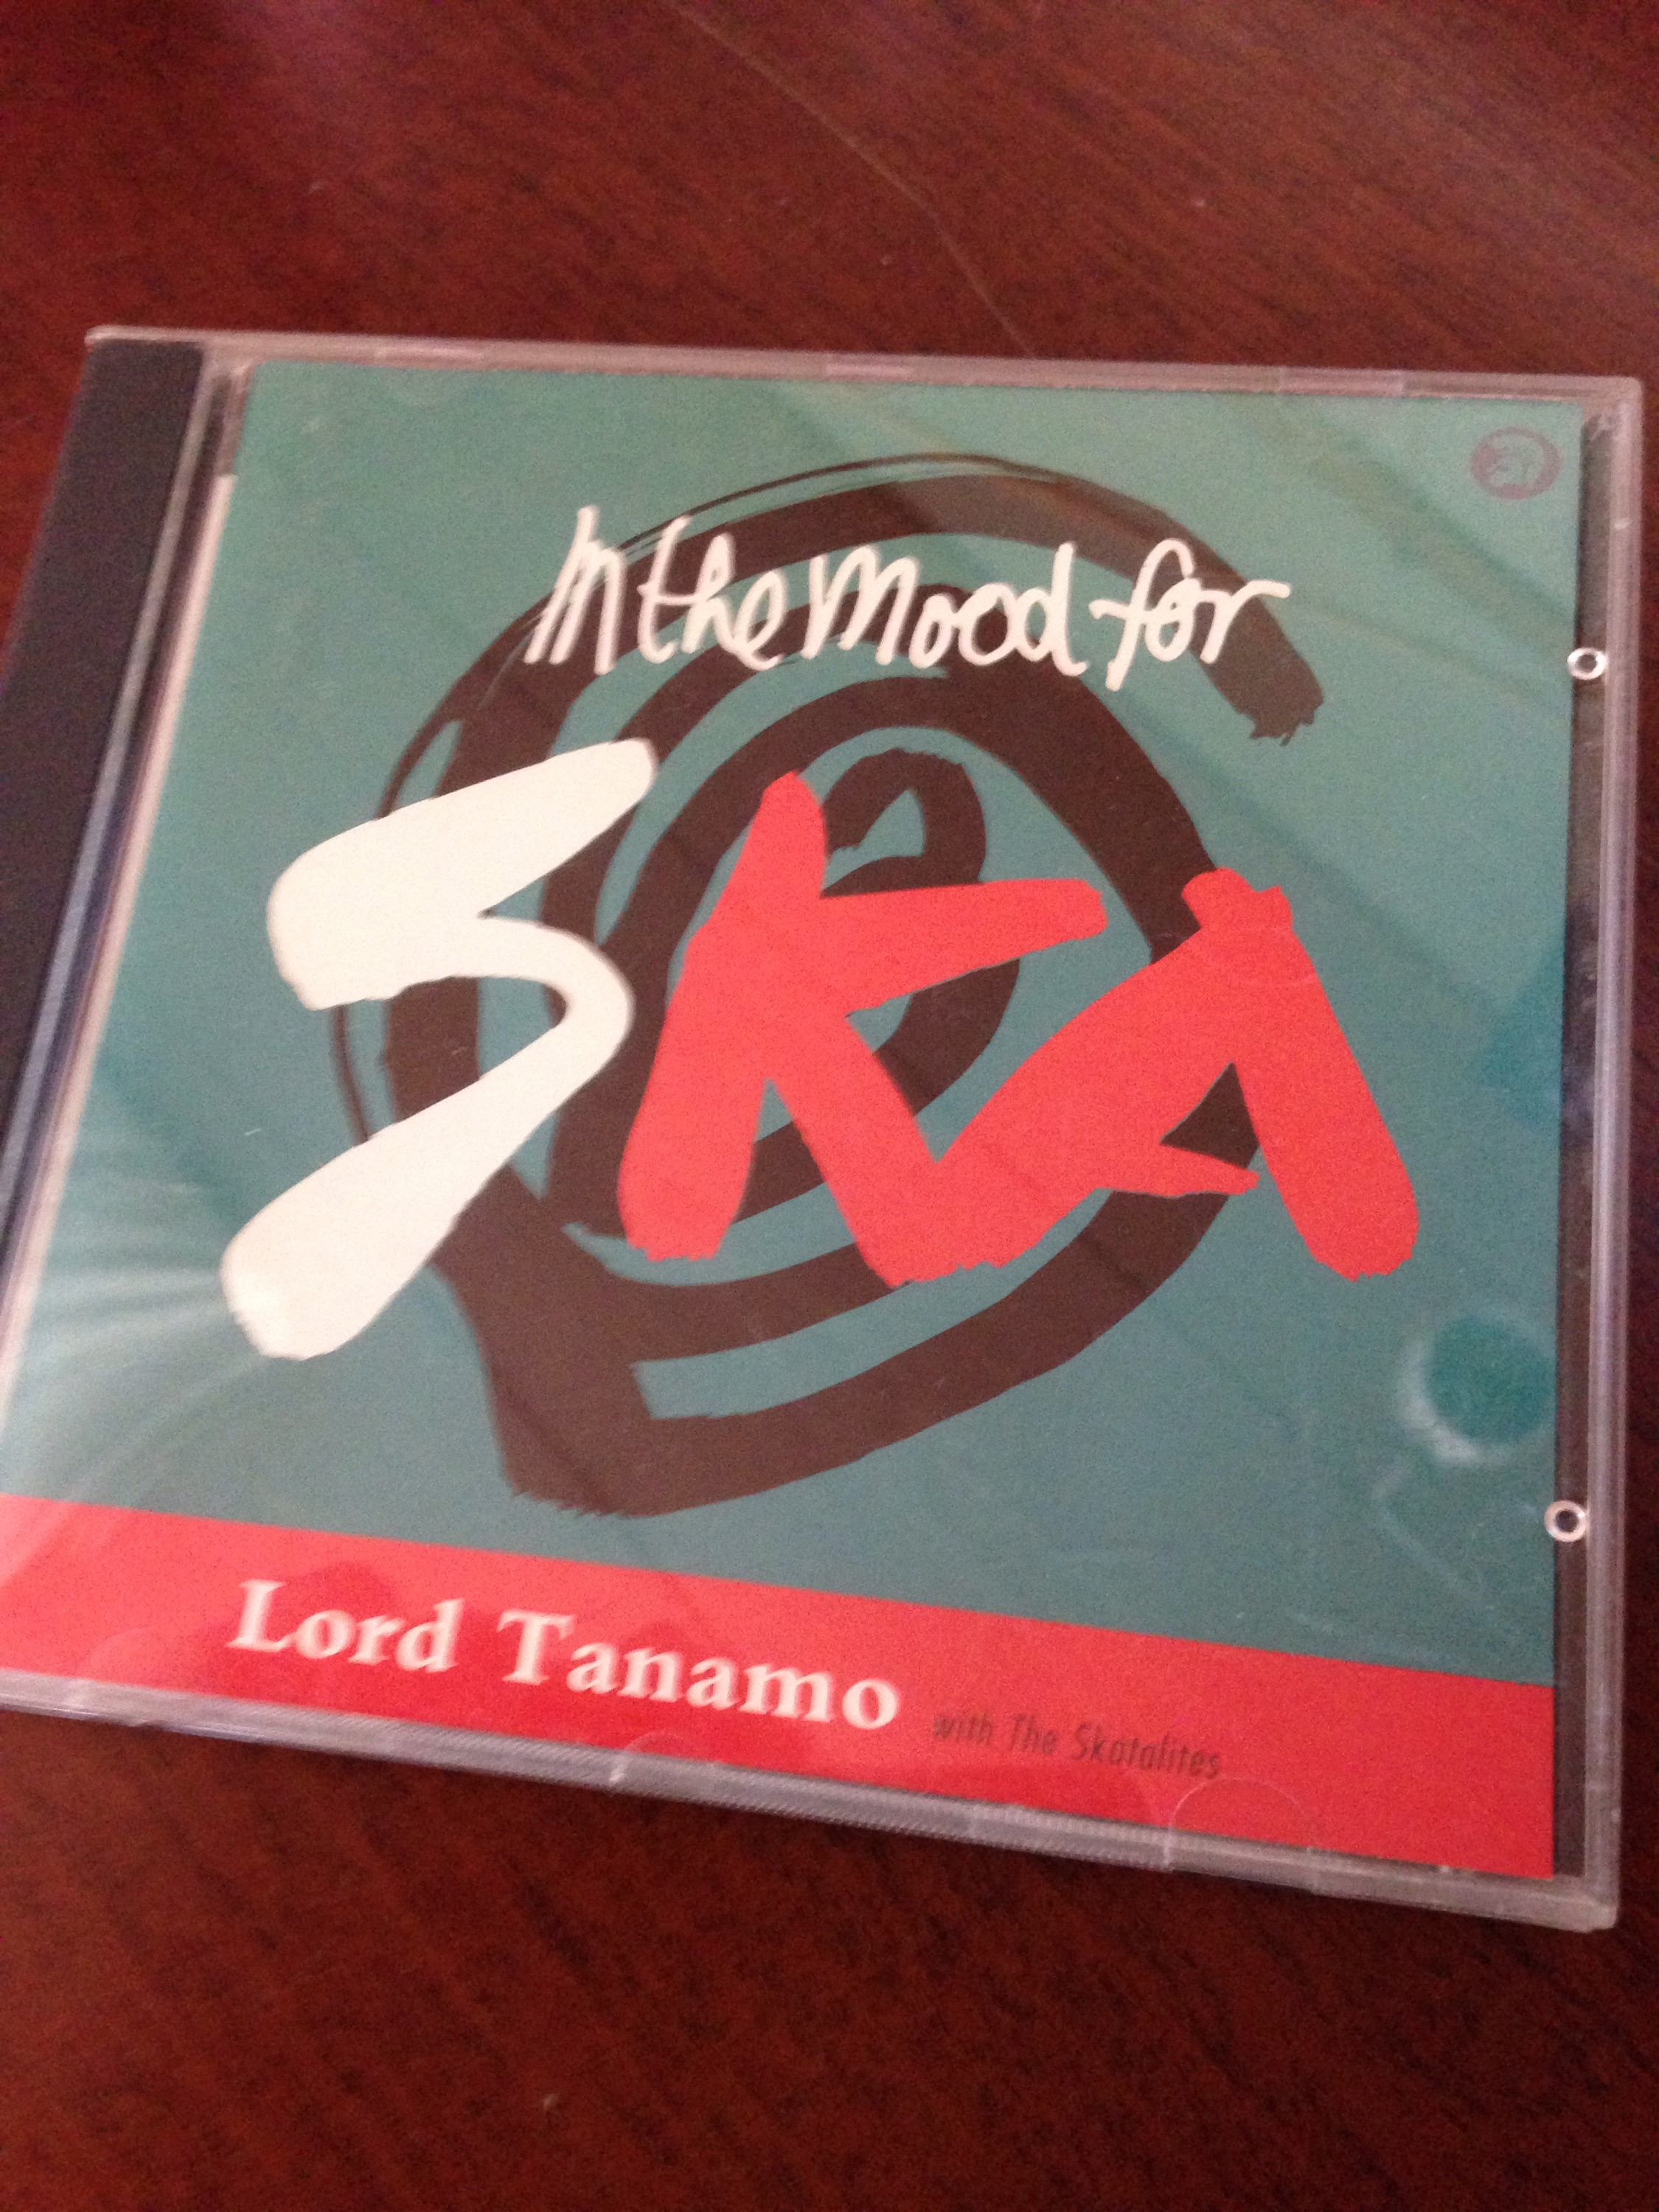 In the Mood for
SKA
Lord Tanamo with The Skatalites